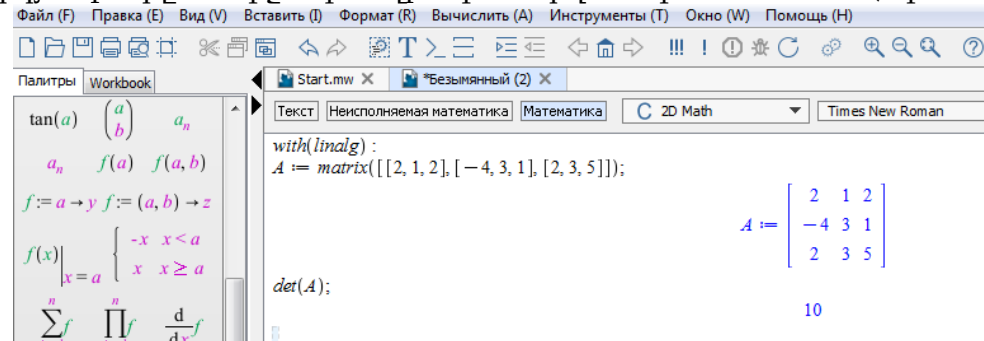 Файл (F) Правка (E) Вид (V) Вставить (I) Формат (R) Вычислить (A) Инструменты (T) Окно (W) Помощь (H)
Палитры Workbook
Start.mw *Безымянный (2)
Текст Неисполняемая математика Математика C 2D Math Times New Roman
tan(a) (a b) a_n
a_n f(a) f(a, b)
f := a → y f := (a, b) → z
f(x)| x = a { -x x < a
x x ≥ a
n ∑ f n ∏ f d/dx f
with(linalg) :
A := matrix([[2, 1, 2], [−4, 3, 1], [2, 3, 5]]);
A := [ 2 1 2
−4 3 1
2 3 5 ]
det(A);
10